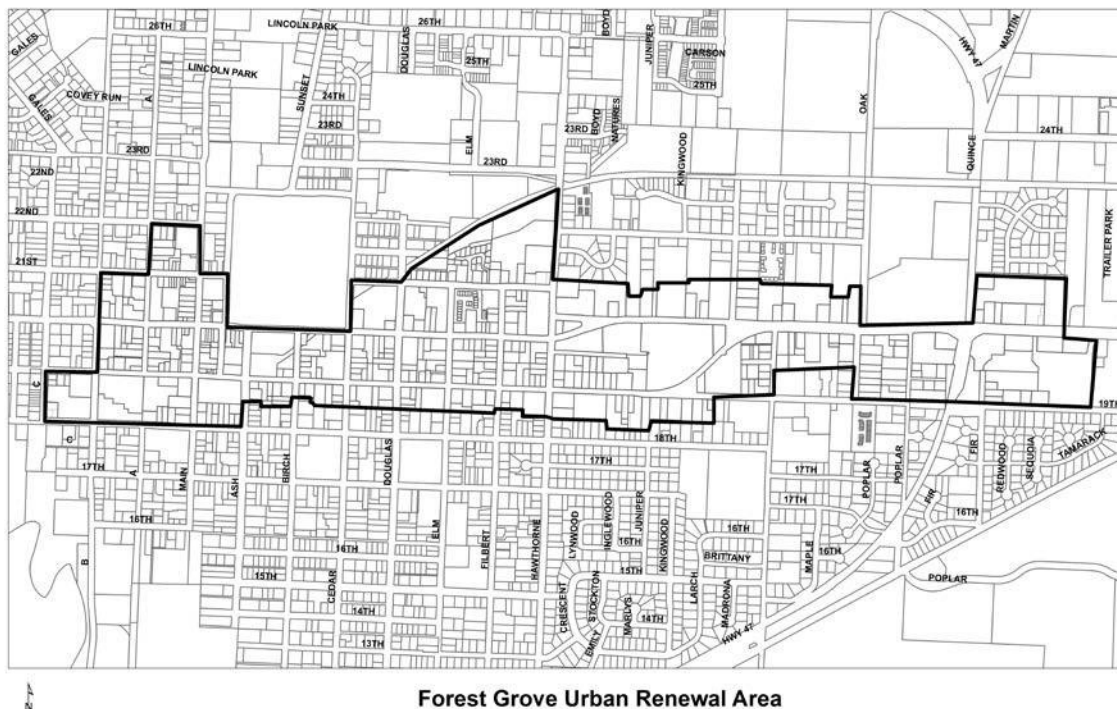 26TH
LINCOLN PARK
26TH
DOUGLAS
BOYD
JUNIPER
CARSON
HWY 47
MARTIN
GALES
LINCOLN PARK
25TH
25TH
COVEY RUN
A
SUNSET
24TH
OAK
GALES
23RD
ELM
23RD
BOYD
NATURES
QUINCE
24TH
23RD
23RD
KINGWOOD
22ND
22ND
21ST
TRAILER PARK
C
19TH
C
18TH
17TH
A
MAIN
ASH
BIRCH
DOUGLAS
17TH
17TH
POPLAR
POPLAR
FIR
REDWOOD
SEQUOIA
TAMARACK
16TH
ELM
FILBERT
HAWTHORNE
LYNWOOD
INGLEWOOD
JUNIPER
KINGWOOD
17TH
FIR
16TH
16TH
16TH
16TH
BRITTANY
MAPLE
16TH
B
15TH
CEDAR
15TH
LARCH
POPLAR
14TH
CRESCENT
STOCKTON
MARLYS
14TH
MADRONA
13TH
EMILY
HWY 47
N
Forest Grove Urban Renewal Area